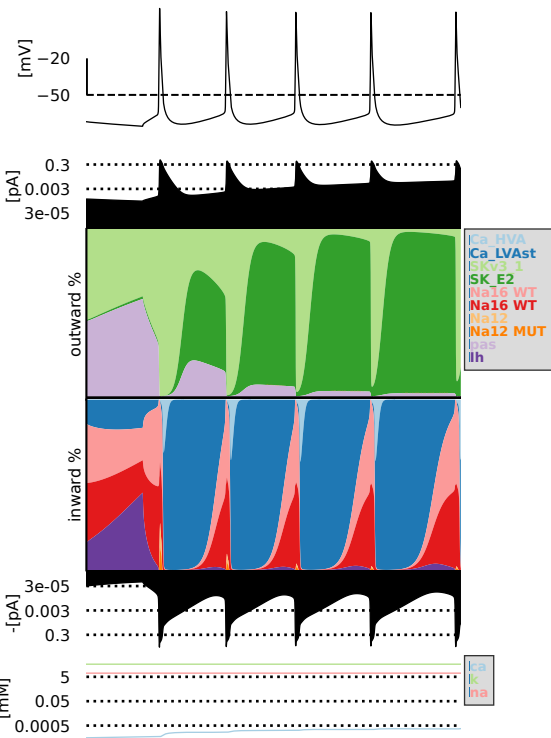 [mV]
−20
−50
[pA]
0.3
0.003
3e-05
outward %
Ca_HVA
Ca_LVAst
SKv3_1
SK_E2
Na16 WT
Na16 WT
Na12
Na12 MUT
pas
Ih
inward %
-[pA]
3e-05
0.003
0.3
[mM]
5
0.05
0.0005
ca
k
na